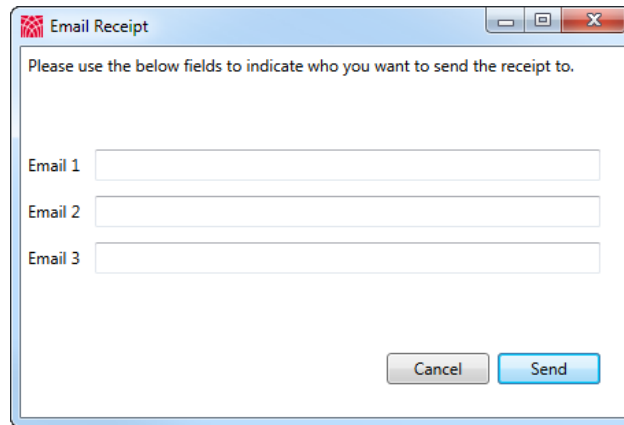 Email Receipt
Please use the below fields to indicate who you want to send the receipt to.
Email 1
Email 2
Email 3
Cancel
Send